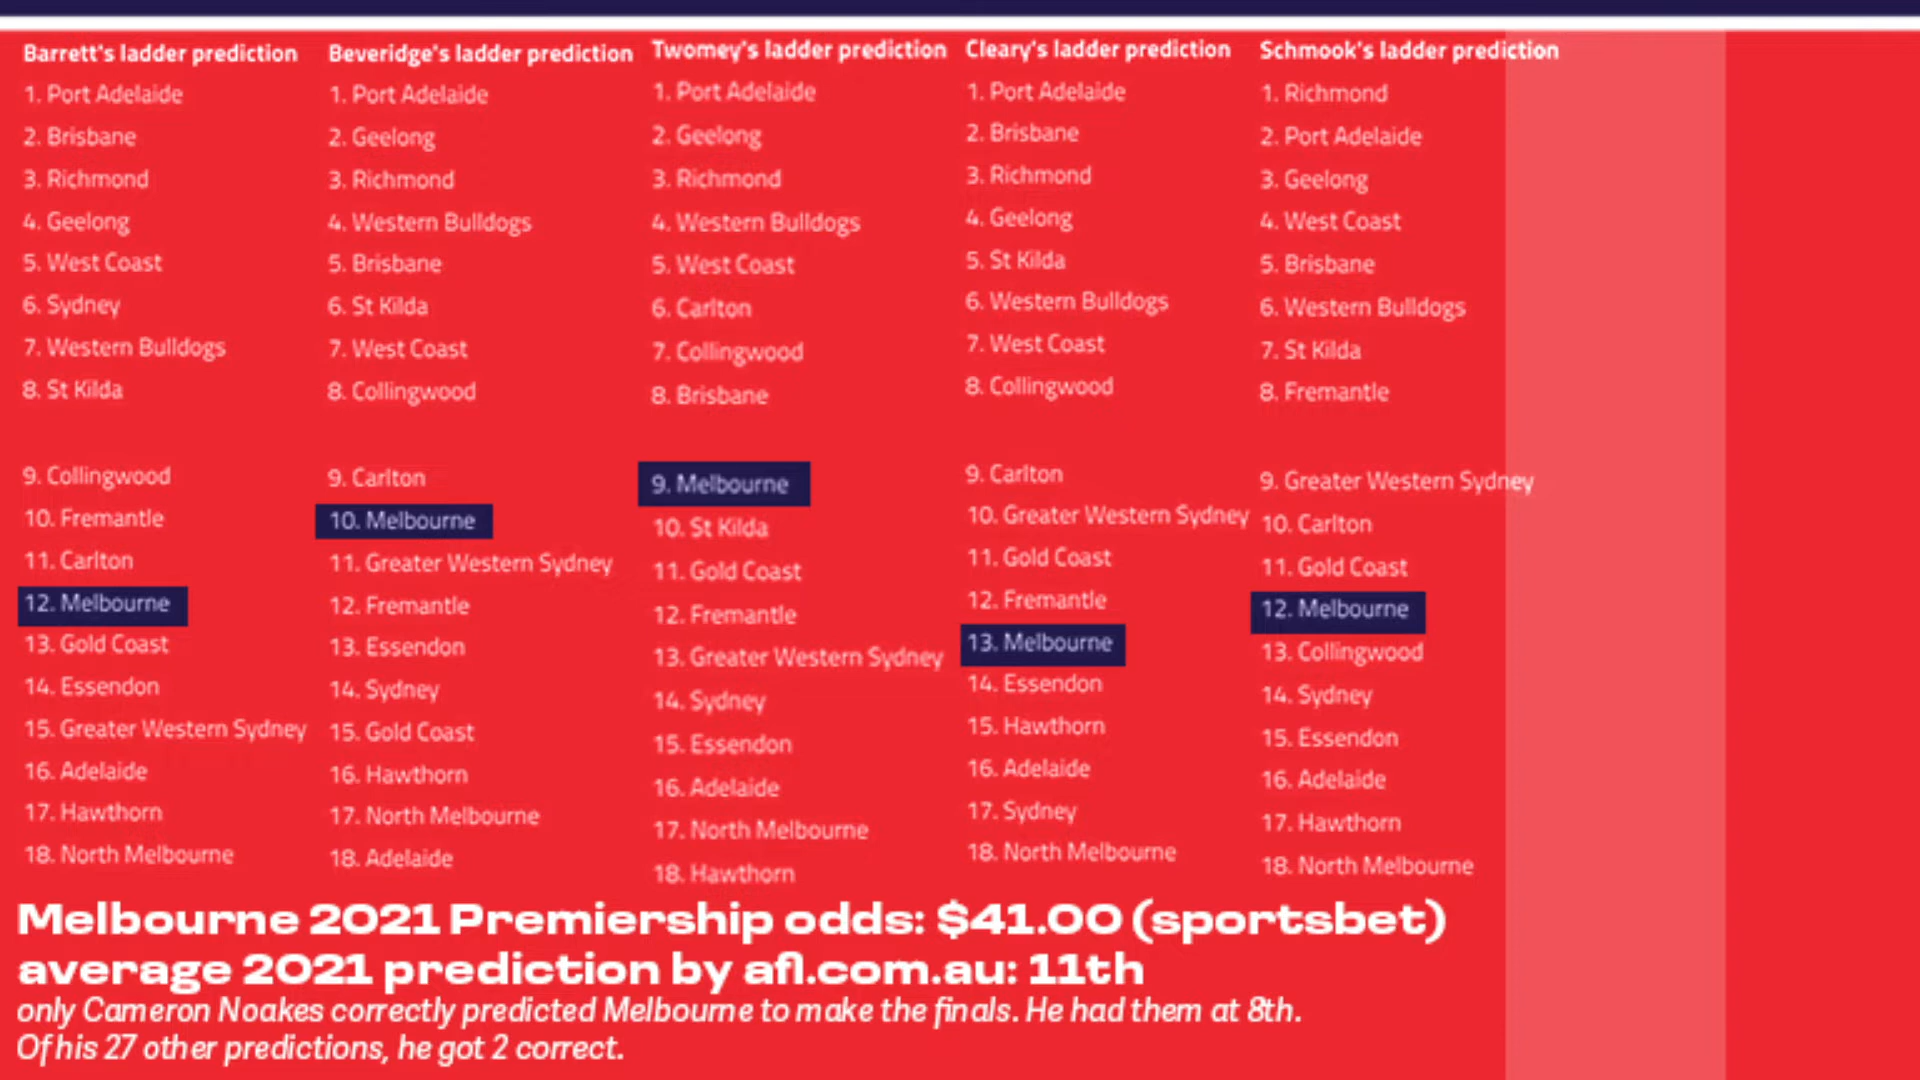 Barrett's ladder prediction
1. Port Adelaide
2. Brisbane
3. Richmond
4. Geelong
5. West Coast
6. Sydney
7. Western Bulldogs
8. St Kilda
9. Collingwood
10. Fremantle
11. Carlton
12. Melbourne
13. Gold Coast
14. Essendon
15. Greater Western Sydney
16. Adelaide
17. Hawthorn
18. North Melbourne
Beveridge's ladder prediction
1. Port Adelaide
2. Geelong
3. Richmond
4. Western Bulldogs
5. Brisbane
6. St Kilda
7. West Coast
8. Collingwood
9. Carlton
10. Melbourne
11. Greater Western Sydney
12. Fremantle
13. Essendon
14. Sydney
15. Gold Coast
16. Hawthorn
17. North Melbourne
18. Adelaide
Twomey's ladder prediction
1. Port Adelaide
2. Geelong
3. Richmond
4. Western Bulldogs
5. West Coast
6. Carlton
7. Collingwood
8. Brisbane
9. Melbourne
10. St Kilda
11. Gold Coast
12. Fremantle
13. Greater Western Sydney
14. Sydney
15. Essendon
16. Adelaide
17. North Melbourne
18. Hawthorn
Cleary's ladder prediction
1. Port Adelaide
2. Brisbane
3. Richmond
4. Geelong
5. St Kilda
6. Western Bulldogs
7. West Coast
8. Collingwood
9. Carlton
10. Greater Western Sydney
11. Gold Coast
12. Fremantle
13. Melbourne
14. Essendon
15. Hawthorn
16. Adelaide
17. Sydney
18. North Melbourne
Schmook's ladder prediction
1. Richmond
2. Port Adelaide
3. Geelong
4. West Coast
5. Brisbane
6. Western Bulldogs
7. St Kilda
8. Fremantle
9. Greater Western Sydney
10. Carlton
11. Gold Coast
12. Melbourne
13. Collingwood
14. Sydney
15. Essendon
16. Adelaide
17. Hawthorn
18. North Melbourne
Melbourne 2021 Premiership odds: $41.00 (sportsbet)
average 2021 prediction by afl.com.au: 11th
only Cameron Noakes correctly predicted Melbourne to make the finals. He had them at 8th.
Of his 27 other predictions, he got 2 correct.